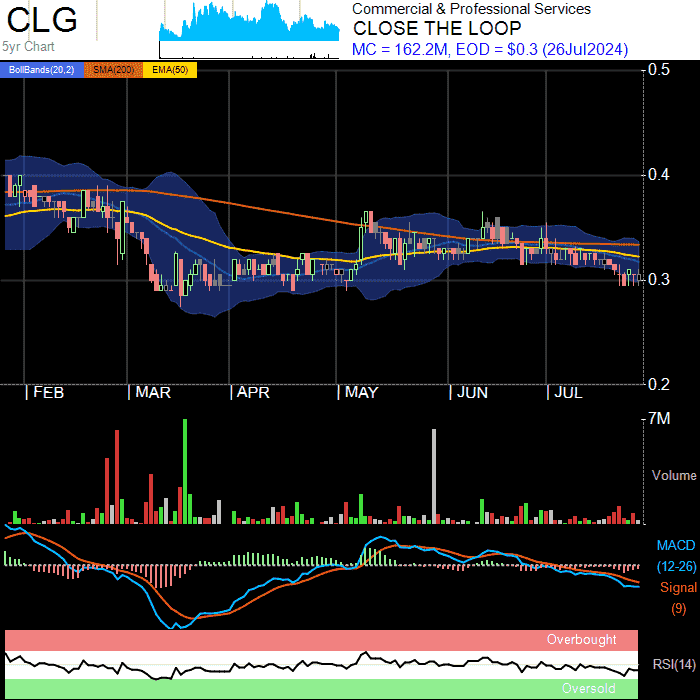 CLG
5yr Chart
Commercial & Professional Services
CLOSE THE LOOP
MC = 162.2M, EOD = $0.3 (26Jul2024)
BollBands(20,2) SMA(200) EMA(50)
0.5
0.4
0.3
0.2
FEB MAR APR MAY JUN JUL
7M
Volume
MACD
(12-26)
Signal
(9)
Overbought
RSI(14)
Oversold